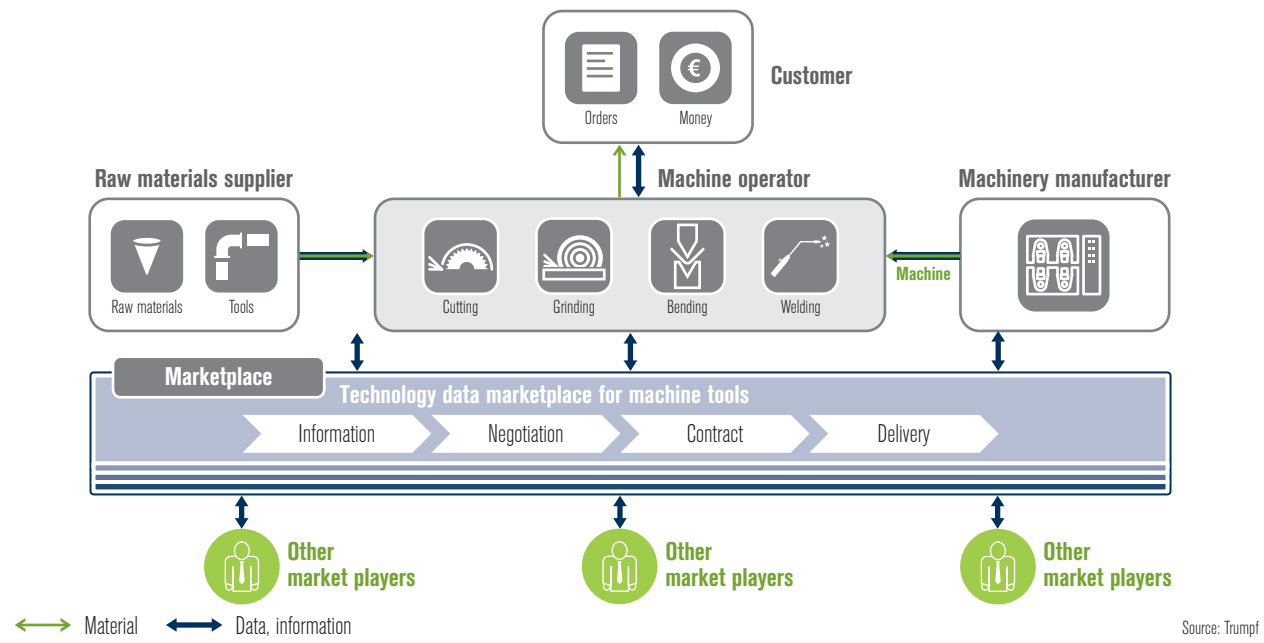 Orders
Money
Customer
Raw materials supplier
Machine operator
Machinery manufacturer
Raw materials
Tools
Cutting
Grinding
Bending
Welding
Machine
Marketplace
Technology data marketplace for machine tools
Information
Negotiation
Contract
Delivery
Other
market players
Other
market players
Other
market players
Material
Data, information
Source: Trumpf